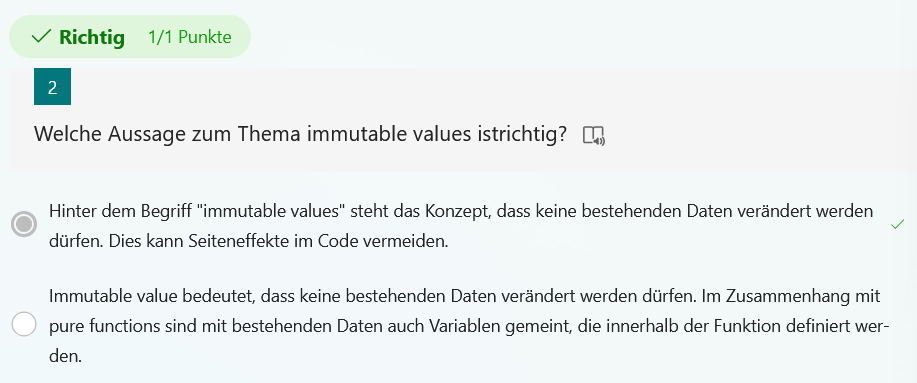 Richtig 1/1 Punkte
2
Welche Aussage zum Thema immutable values istrichtig?
Hinter dem Begriff "immutable values" steht das Konzept, dass keine bestehenden Daten verändert werden
dürfen. Dies kann Seiteneffekte im Code vermeiden.
Immutable value bedeutet, dass keine bestehenden Daten verändert werden dürfen. Im Zusammenhang mit
pure functions sind mit bestehenden Daten auch Variablen gemeint, die innerhalb der Funktion definiert wer-
den.